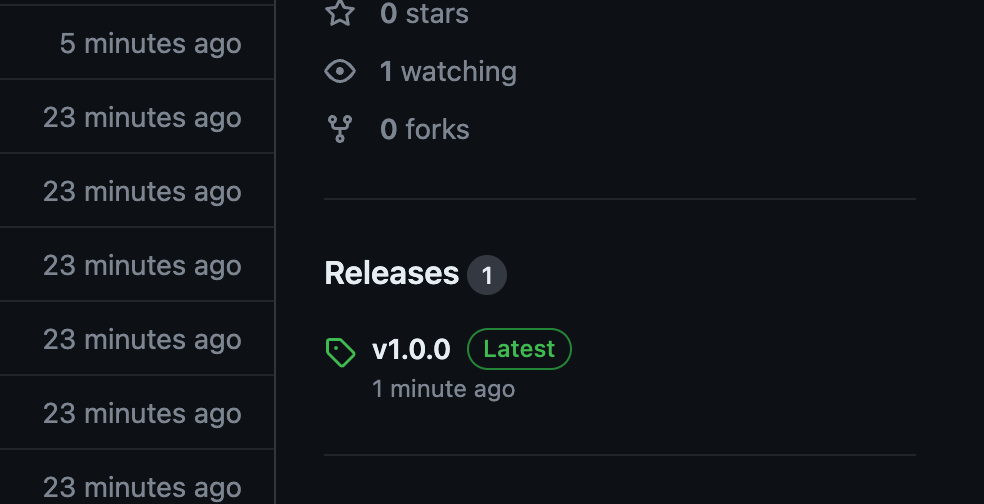 5 minutes ago
23 minutes ago
23 minutes ago
23 minutes ago
23 minutes ago
23 minutes ago
23 minutes ago
0 stars
1 watching
0 forks
Releases 1
v1.0.0 Latest
1 minute ago